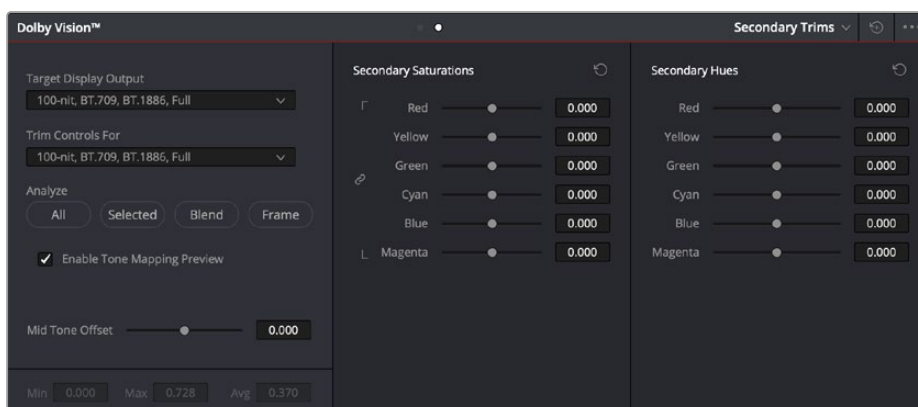 Dolby Vision™
Secondary Trims
Target Display Output
100-nit, BT.709, BT.1886, Full
Trim Controls For
100-nit, BT.709, BT.1886, Full
Analyze
All Selected Blend Frame
Enable Tone Mapping Preview
Mid Tone Offset 0.000
Min 0.000 Max 0.728 Avg 0.370
Secondary Saturations
Red 0.000
Yellow 0.000
Green 0.000
Cyan 0.000
Blue 0.000
Magenta 0.000
Secondary Hues
Red 0.000
Yellow 0.000
Green 0.000
Cyan 0.000
Blue 0.000
Magenta 0.000